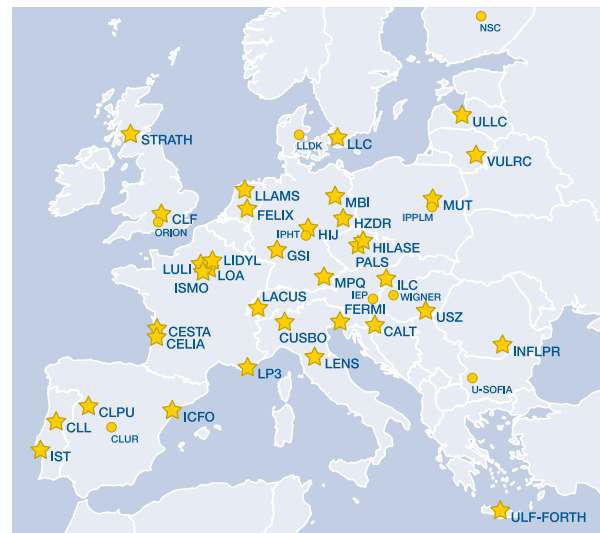 NSC
ULLC
STRATH
LLDK
LLC
VULRC
LLAMS
MBI
MUT
FELIX
IPPLM
CLF
HZDR
ORION
IPHT
HIJ
HILASE
GSI
PALS
LIDYL
LULI
LOA
ISMO
MPQ
ILC
IEP
WIGNER
LACUS
FERMI
USZ
CESTA
CUSBO
CALT
CELIA
INFLPR
LENS
LP3
U-SOFIA
CLPU
ICFO
CLL
CLUR
IST
ULF-FORTH